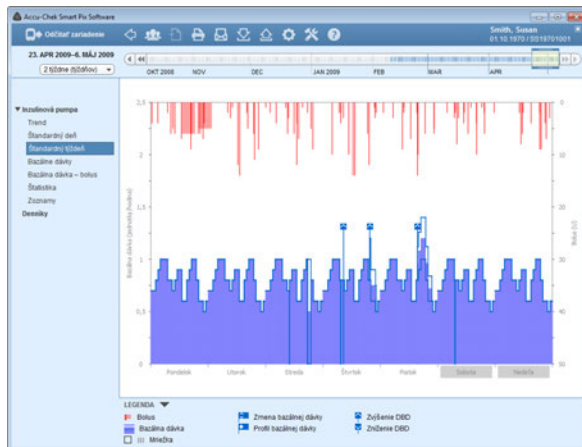 Accu-Chek Smart Pix Software
Odčítať zariadenie
Smith, Susan
01.10.1970 / SS19701001
23. APR 2009–6. MÁJ 2009
2 týždne (týždňov)
OKT 2008 NOV DEC JAN 2009 FEB MAR APR
Inzulínová pumpa
Trend
Štandardný deň
Štandardný týždeň
Bazálne dávky
Bazálna dávka – bolus
Štatistika
Zoznamy
Denníky
2,5 0
2 10
1,5 20
1 30
0,5 40
0 50
Bazálna dávka (jednotky/hodina)
Bolus (U)
Pondelok Utorok Streda Štvrtok Piatok Sobota Nedeľa
LEGENDA
Bolus Zmena bazálnej dávky Zvýšenie DBD
Bazálna dávka Profil bazálnej dávky Zníženie DBD
Mriežka